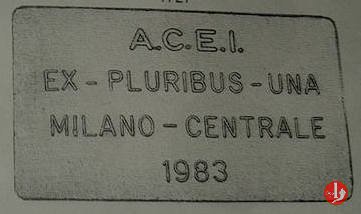 A.C.E.I.
EX - PLURIBUS - UNA
MILANO - CENTRALE
1983